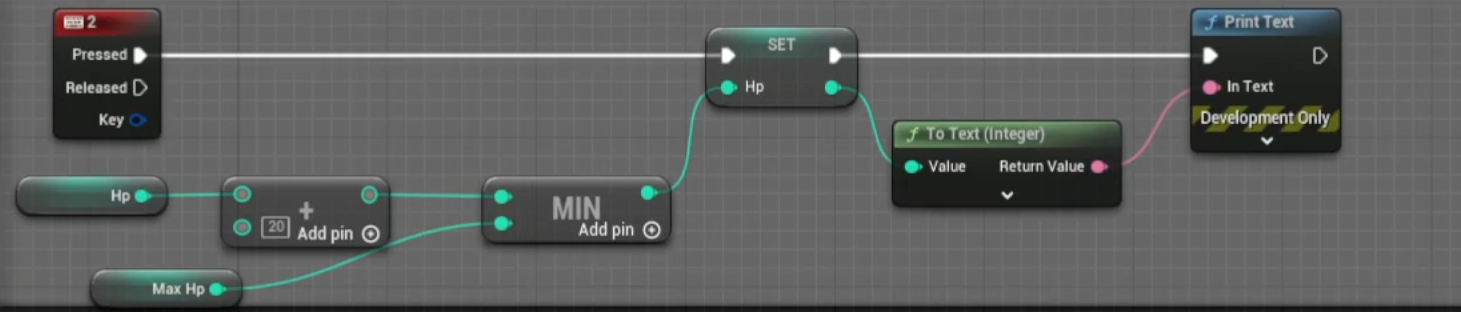 2
Pressed
Released
Key
SET
Hp
Print Text
In Text
Development Only
To Text (Integer)
Value Return Value
Hp
+
20 Add pin
MIN
Add pin
Max Hp